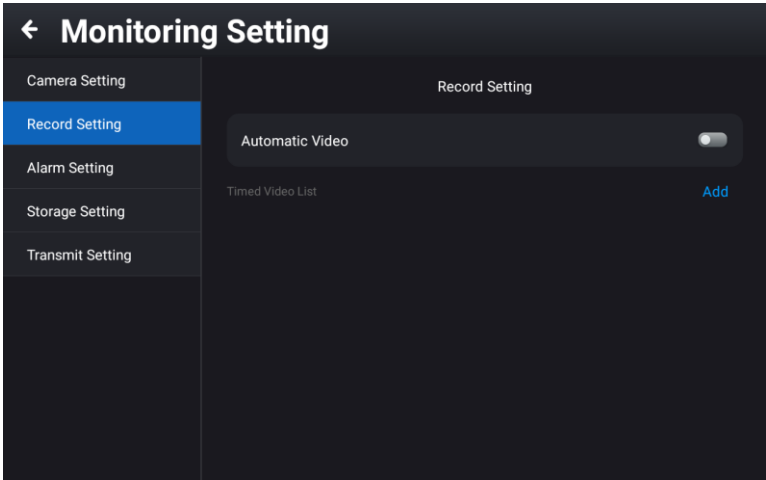 Monitoring Setting
Camera Setting
Record Setting
Alarm Setting
Storage Setting
Transmit Setting
Record Setting
Automatic Video
Timed Video List
Add